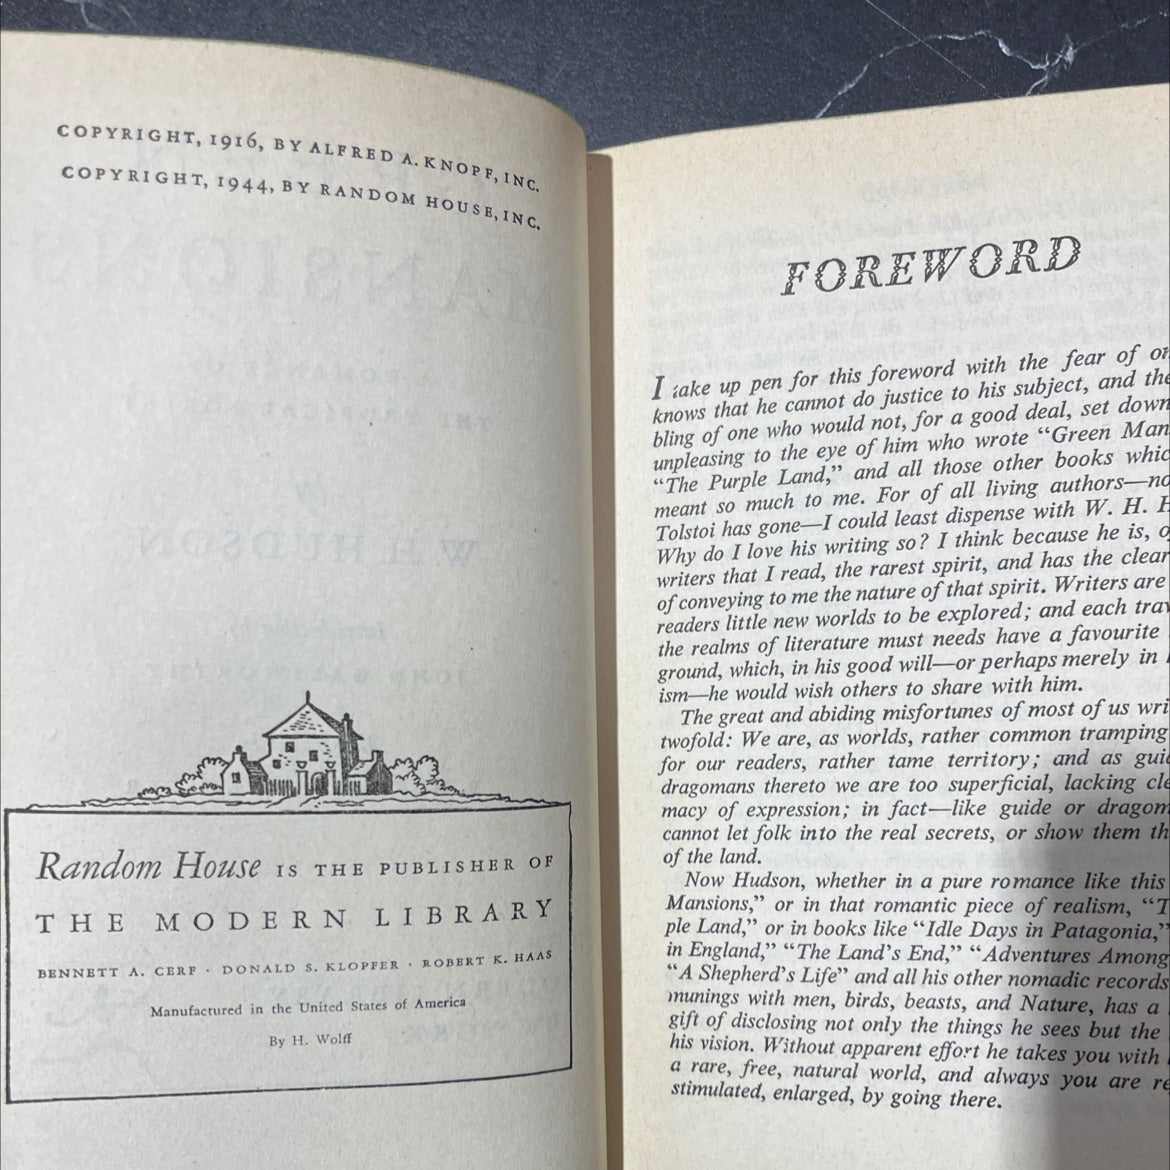 COPYRIGHT, 1916, BY ALFRED A. KNOPF, INC.
COPYRIGHT, 1944, BY RANDOM HOUSE, INC.
Random House IS THE PUBLISHER OF
THE MODERN LIBRARY
BENNETT A. CERF · DONALD S. KLOPFER · ROBERT K. HAAS
Manufactured in the United States of America
By H. Wolff
FOREWORD
I take up pen for this foreword with the fear of
knows that he cannot do justice to his subject, and the
bling of one who would not, for a good deal, set down
unpleasing to the eye of him who wrote “Green Man
“The Purple Land,” and all those other books whic
meant so much to me. For of all living authors—no
Tolstoi has gone—I could least dispense with W. H. H
Why do I love his writing so? I think because he is, o
writers that I read, the rarest spirit, and has the clear
of conveying to me the nature of that spirit. Writers are
readers little new worlds to be explored; and each trav
the realms of literature must needs have a favourite
ground, which, in his good will—or perhaps merely in
ism—he would wish others to share with him.
The great and abiding misfortunes of most of us wri
twofold: We are, as worlds, rather common tramping
for our readers, rather tame territory; and as guid
dragomans thereto we are too superficial, lacking cle
macy of expression; in fact—like guide or dragom
cannot let folk into the real secrets, or show them th
of the land.
Now Hudson, whether in a pure romance like this
Mansions,” or in that romantic piece of realism, “T
ple Land,” or in books like “Idle Days in Patagonia,”
in England,” “The Land’s End,” “Adventures Among
“A Shepherd’s Life” and all his other nomadic records
munings with men, birds, beasts, and Nature, has a
gift of disclosing not only the things he sees but the
his vision. Without apparent effort he takes you with
a rare, free, natural world, and always you are re
stimulated, enlarged, by going there.